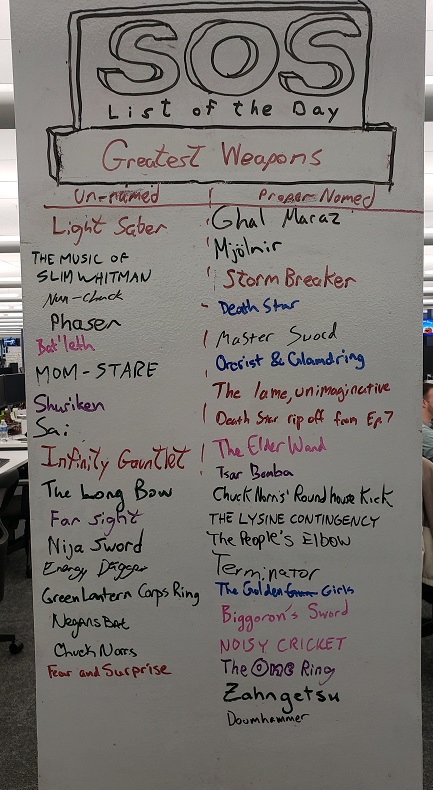 SOS
List of the Day
Greatest Weapons
Un-named
Light Saber
THE MUSIC OF
SLIM WHITMAN
Nun-Chuck
Phaser
Bat'leth
MOM-STARE
Shuriken
Sai
Infinity Gauntlet
The Long Bow
Far sight
Nija Sword
Energy Dagger
Green Lantern Corps Ring
Negans Bat
Chuck Norrs
Fear and Surprise
Proper Named
Ghal Maraz
Mjölnir
Storm Breaker
Death Star
Master Sword
Orcrist & Glamdring
The lame, unimaginative
Death Star rip off from Ep. 7
The Elder Wand
Tsar Bomba
Chuck Norris' Roundhouse Kick
THE LYSINE CONTINGENCY
The People's Elbow
Terminator
The Golden Girls
Biggoron's Sword
NOISY CRICKET
The One Ring
Zahngetsu
Doumhammer